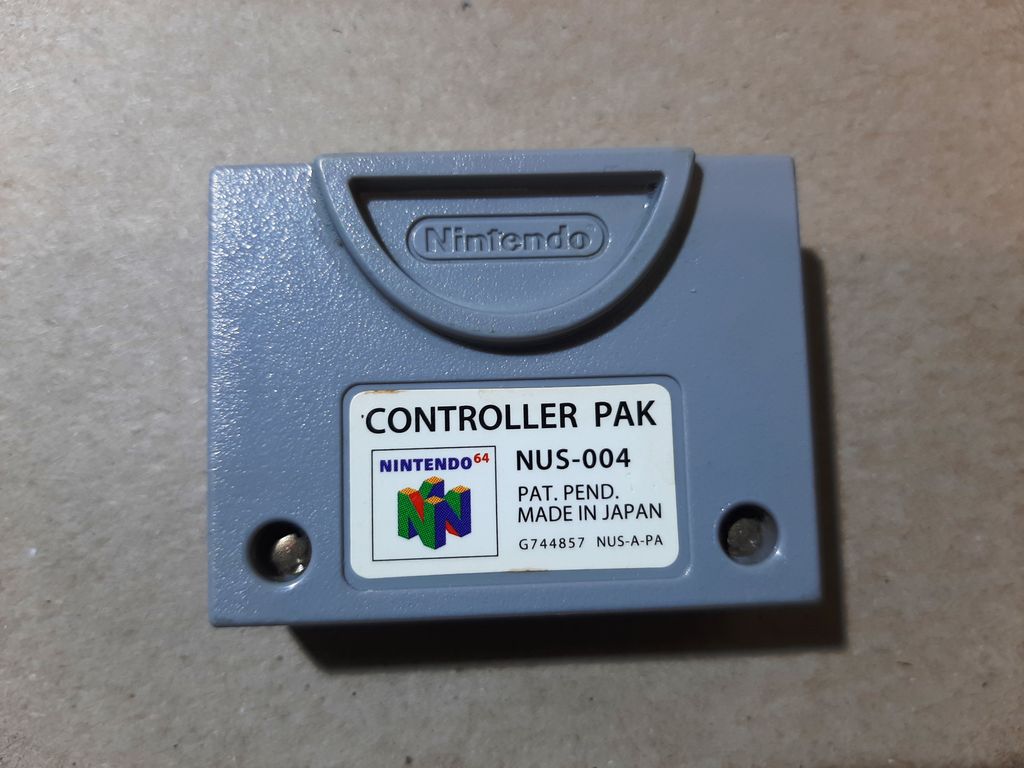 Nintendo
CONTROLLER PAK
NINTENDO64
NUS-004
PAT. PEND.
MADE IN JAPAN
G744857 NUS-A-PA